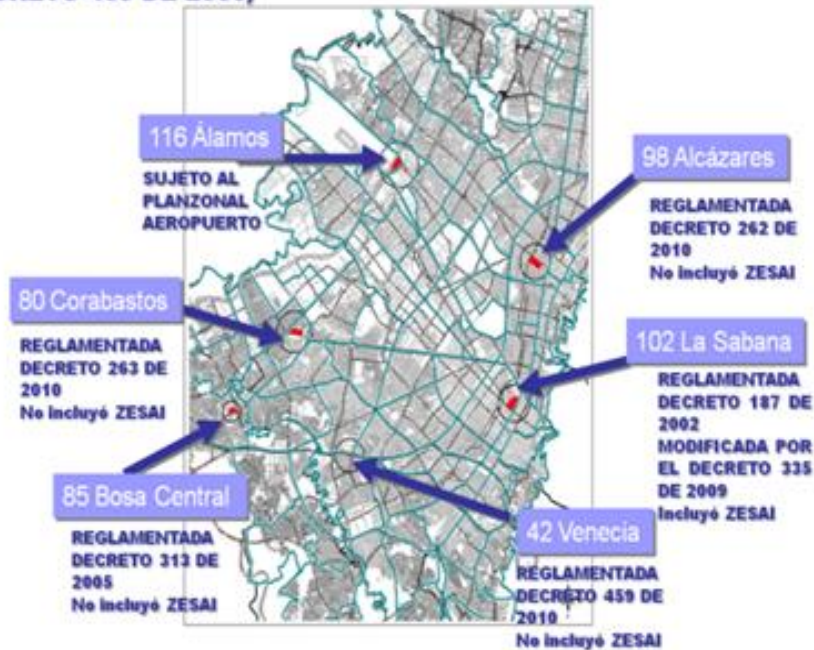 116 Álamos
SUJETO AL
PLANZONAL
AEROPUERTO
98 Alcázares
REGLAMENTADA
DECRETO 262 DE
2010
No incluyó ZESAI
80 Corabastos
REGLAMENTADA
DECRETO 263 DE
2010
No incluyó ZESAI
102 La Sabana
REGLAMENTADA
DECRETO 187 DE
2002
MODIFICADA POR
EL DECRETO 335
DE 2009
Incluyó ZESAI
85 Bosa Central
REGLAMENTADA
DECRETO 313 DE
2005
No incluyó ZESAI
42 Venecia
REGLAMENTADA
DECRETO 459 DE
2010
No incluyó ZESAI